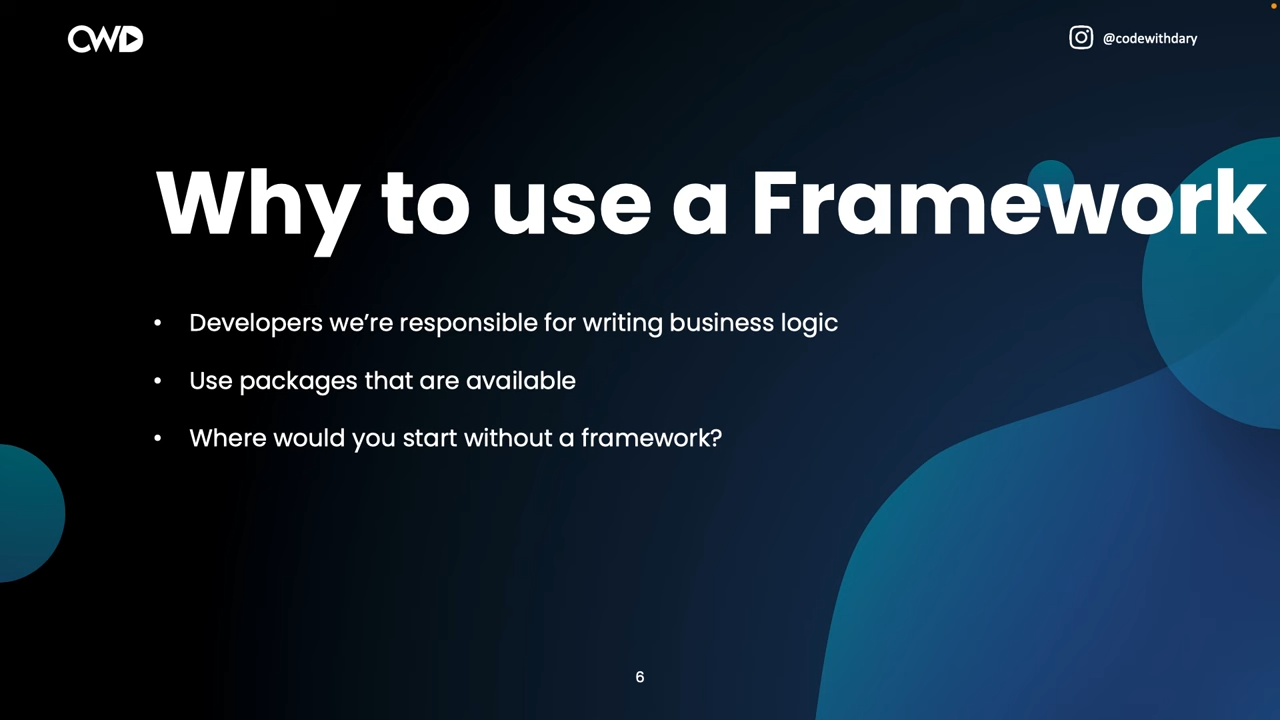 CWD
@codewithdary
Why to use a Framework
• Developers we’re responsible for writing business logic
• Use packages that are available
• Where would you start without a framework?
6